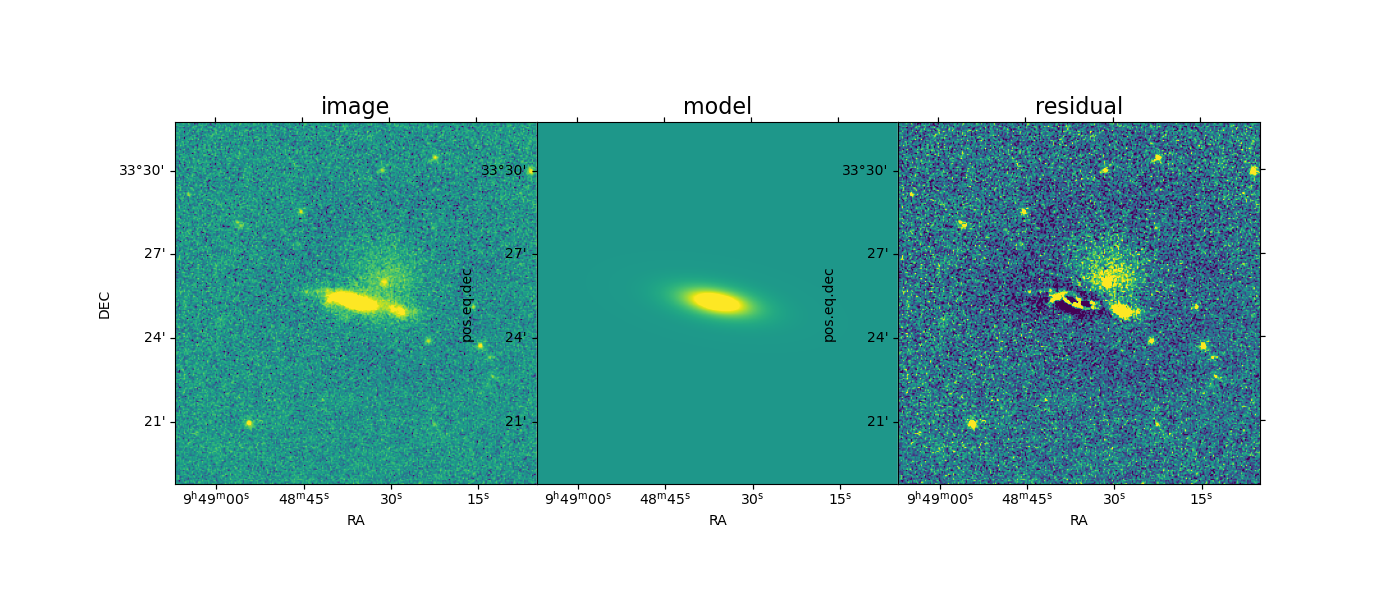 image model residual
33°30' 33°30' 33°30'
27' 27' 27'
DEC pos.eq.dec pos.eq.dec
24' 24' 24'
21' 21' 21'
9ʰ49ᵐ00ˢ 48ᵐ45ˢ 30ˢ 15ˢ 9ʰ49ᵐ00ˢ 48ᵐ45ˢ 30ˢ 15ˢ 9ʰ49ᵐ00ˢ 48ᵐ45ˢ 30ˢ 15ˢ
RA RA RA